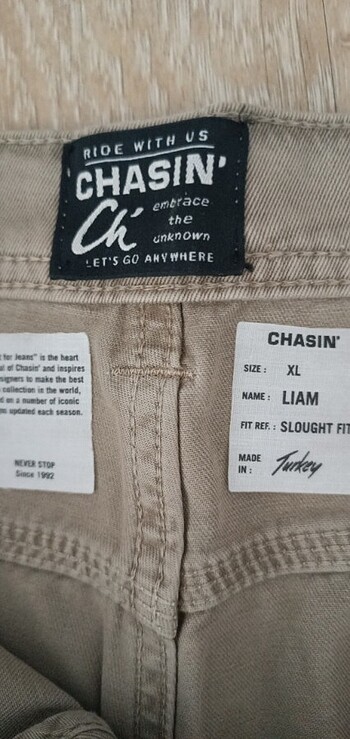 RIDE WITH US
CHASIN'
Ch'
embrace
the
unknown
LET'S GO ANYWHERE
for Jeans" is the heart
of Chasin' and inspires
signers to make the best
collection in the world,
on a number of iconic
updated each season.
NEVER STOP
Since 1992
CHASIN'
SIZE : XL
NAME : LIAM
FIT REF. : SLOUGHT FIT
MADE
IN : Turkey